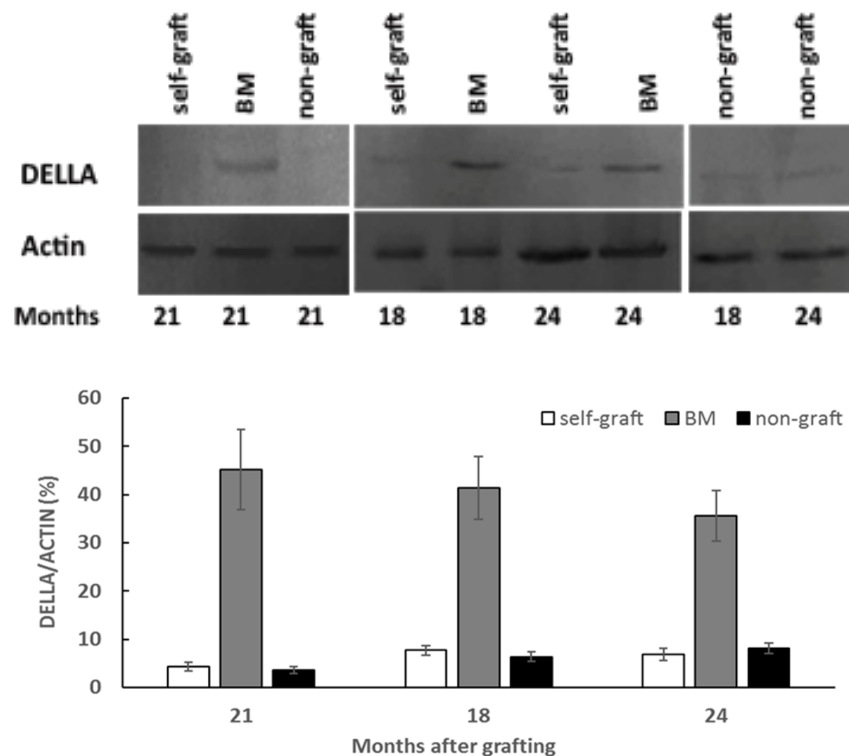 self-graft BM non-graft self-graft BM self-graft BM non-graft non-graft
DELLA
Actin
Months 21 21 21 18 18 24 24 18 24
60
self-graft BM non-graft
50
40
30
20
10
0
DELLA/ACTIN (%)
21 18 24
Months after grafting